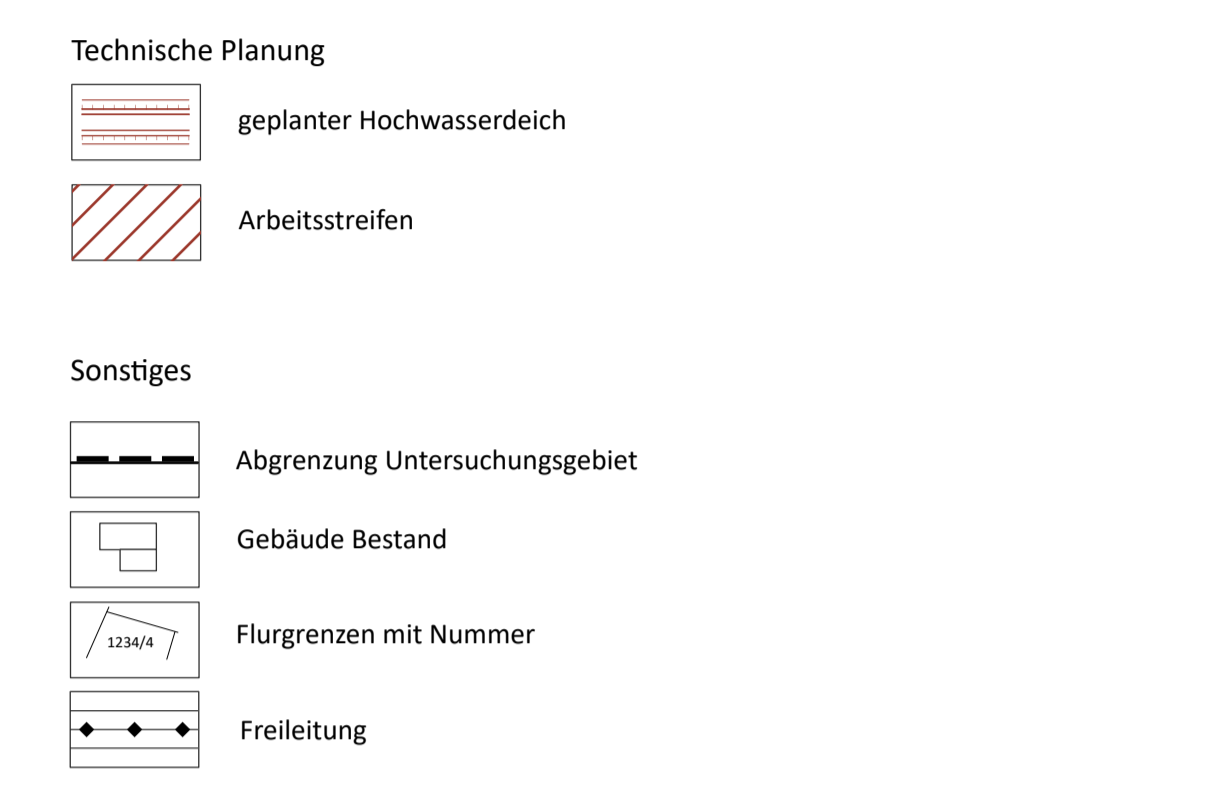 Technische Planung
geplanter Hochwasserdeich
Arbeitsstreifen
Sonstiges
Abgrenzung Untersuchungsgebiet
Gebäude Bestand
1234/4
Flurgrenzen mit Nummer
Freileitung